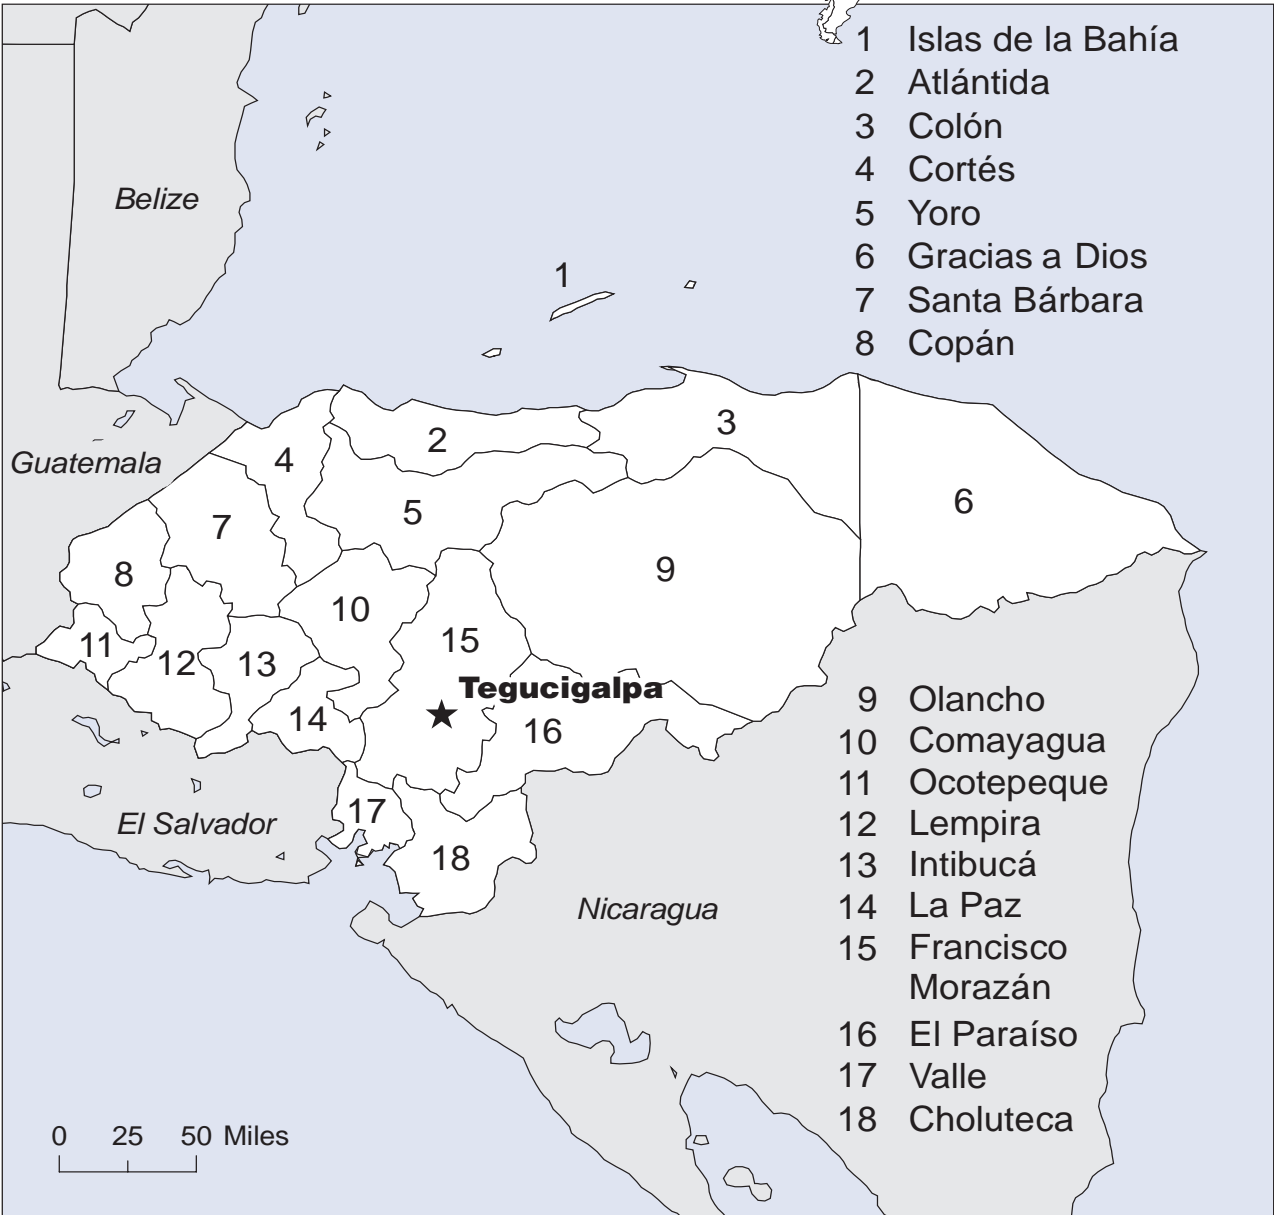 1 Islas de la Bahía
2 Atlántida
3 Colón
4 Cortés
5 Yoro
6 Gracias a Dios
7 Santa Bárbara
8 Copán
Belize
1
Guatemala
2
3
4
5
6
7
8
9
10
11
12
13
14
15
Tegucigalpa
16
17
18
El Salvador
Nicaragua
9 Olancho
10 Comayagua
11 Ocotepeque
12 Lempira
13 Intibucá
14 La Paz
15 Francisco
Morazán
16 El Paraíso
17 Valle
18 Choluteca
0 25 50 Miles